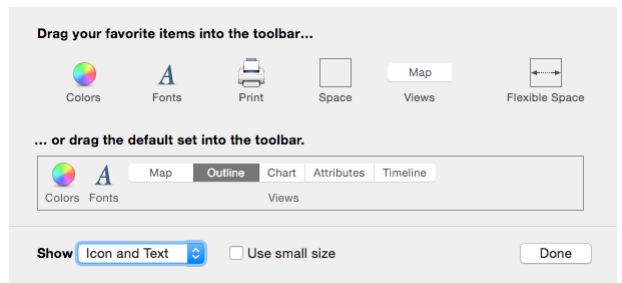 Drag your favorite items into the toolbar...
Map
Colors Fonts Print Space Views Flexible Space
... or drag the default set into the toolbar.
Map Outline Chart Attributes Timeline
Colors Fonts Views
Show Icon and Text Use small size Done